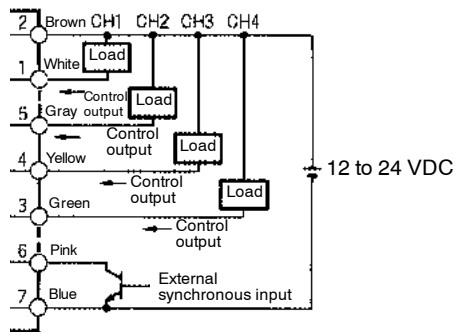 2 Brown CH1 CH2 CH3 CH4
Load
1 White
Control
output
Load
5 Gray
Control
output
Load
4 Yellow
Control
output
Load
12 to 24 VDC
3 Green
Control
output
6 Pink
External
synchronous input
7 Blue